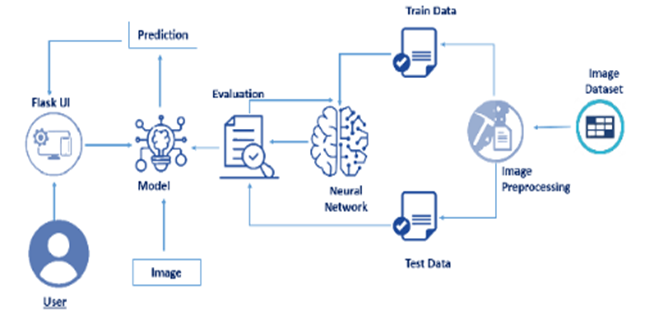 Train Data
Prediction
Image
Dataset
Flask UI
Evaluation
Model
Neural
Network
Image
Preprocessing
Image
Test Data
User